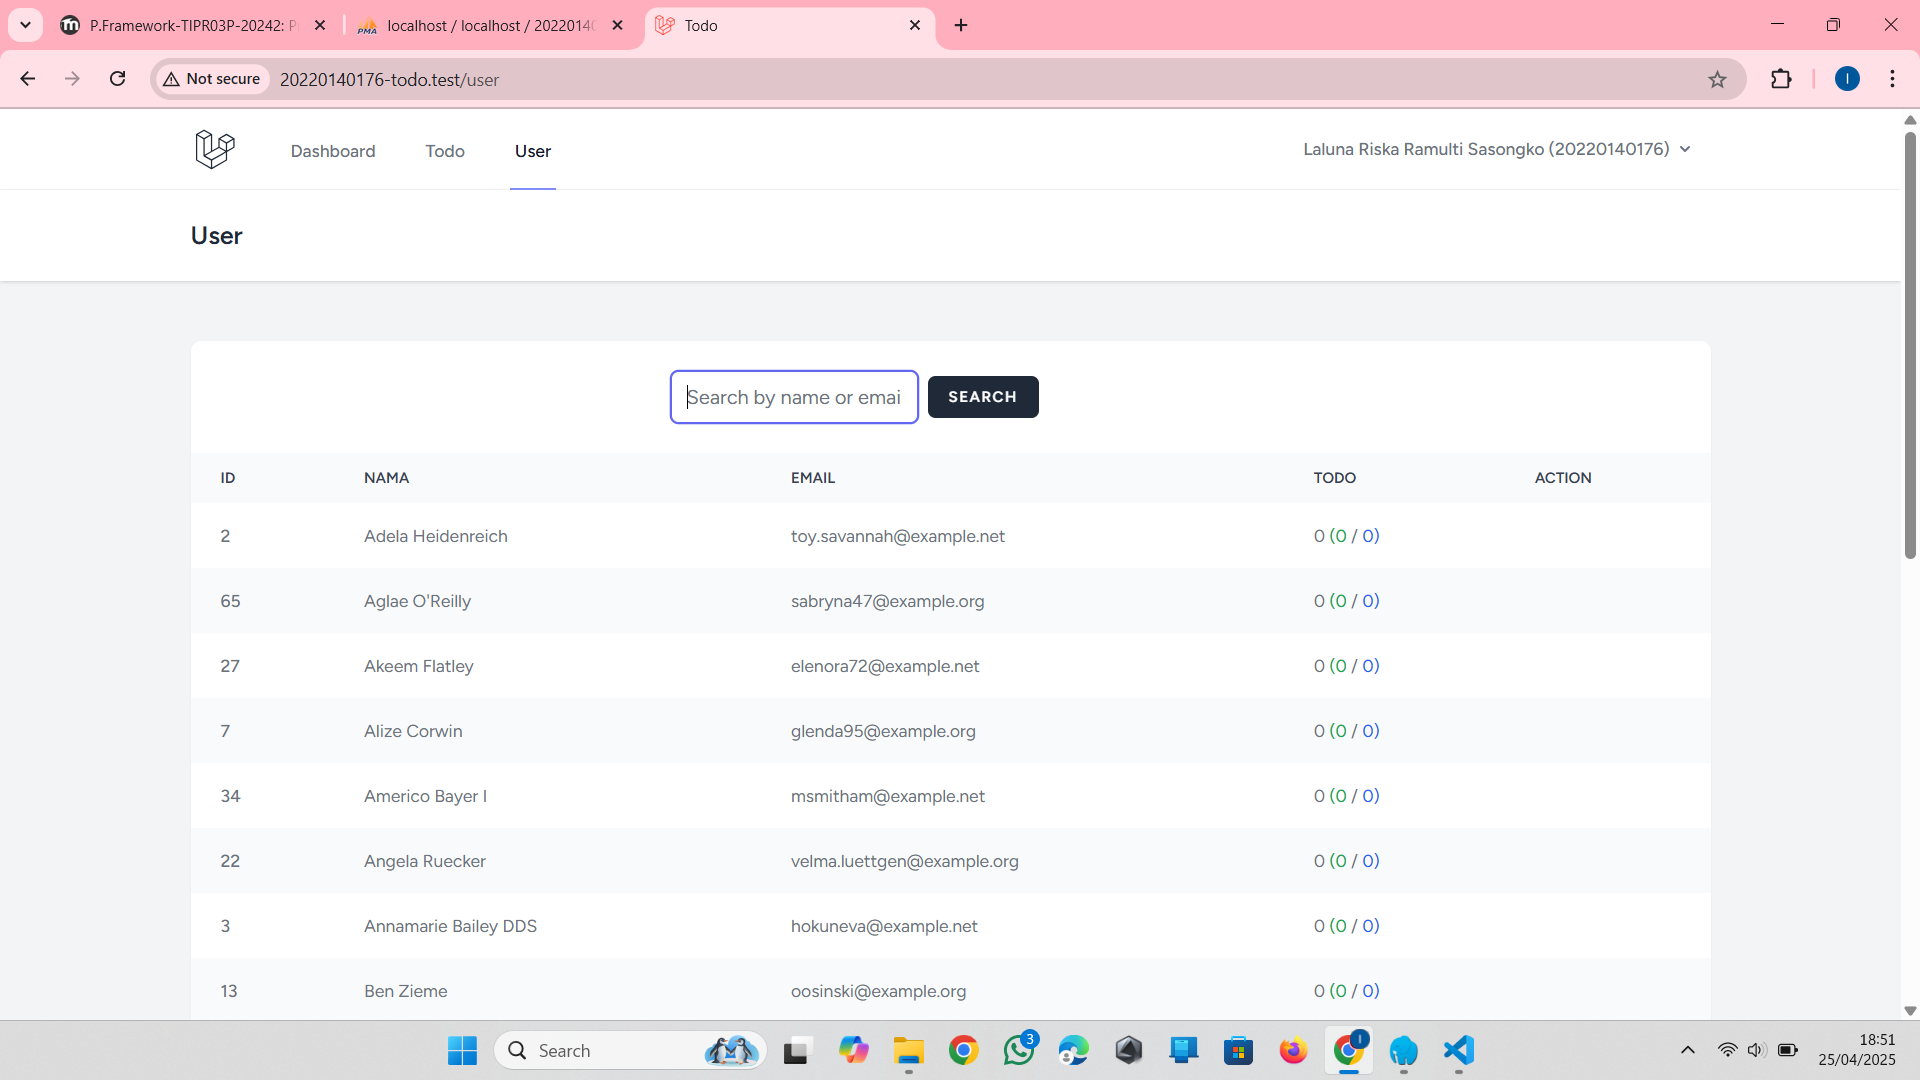 P.Framework-TIPR03P-20242: P
localhost / localhost / 2022014
Todo
Not secure
20220140176-todo.test/user
I
Dashboard
Todo
User
Laluna Riska Ramulti Sasongko (20220140176)
User
Search by name or emai
SEARCH
ID NAMA EMAIL TODO ACTION
2 Adela Heidenreich toy.savannah@example.net 0 (0 / 0)
65 Aglae O'Reilly sabryna47@example.org 0 (0 / 0)
27 Akeem Flatley elenora72@example.net 0 (0 / 0)
7 Alize Corwin glenda95@example.org 0 (0 / 0)
34 Americo Bayer I msmitham@example.net 0 (0 / 0)
22 Angela Ruecker velma.luettgen@example.org 0 (0 / 0)
3 Annamarie Bailey DDS hokuneva@example.net 0 (0 / 0)
13 Ben Zieme oosinski@example.org 0 (0 / 0)
Search
3
I
18:51
25/04/2025